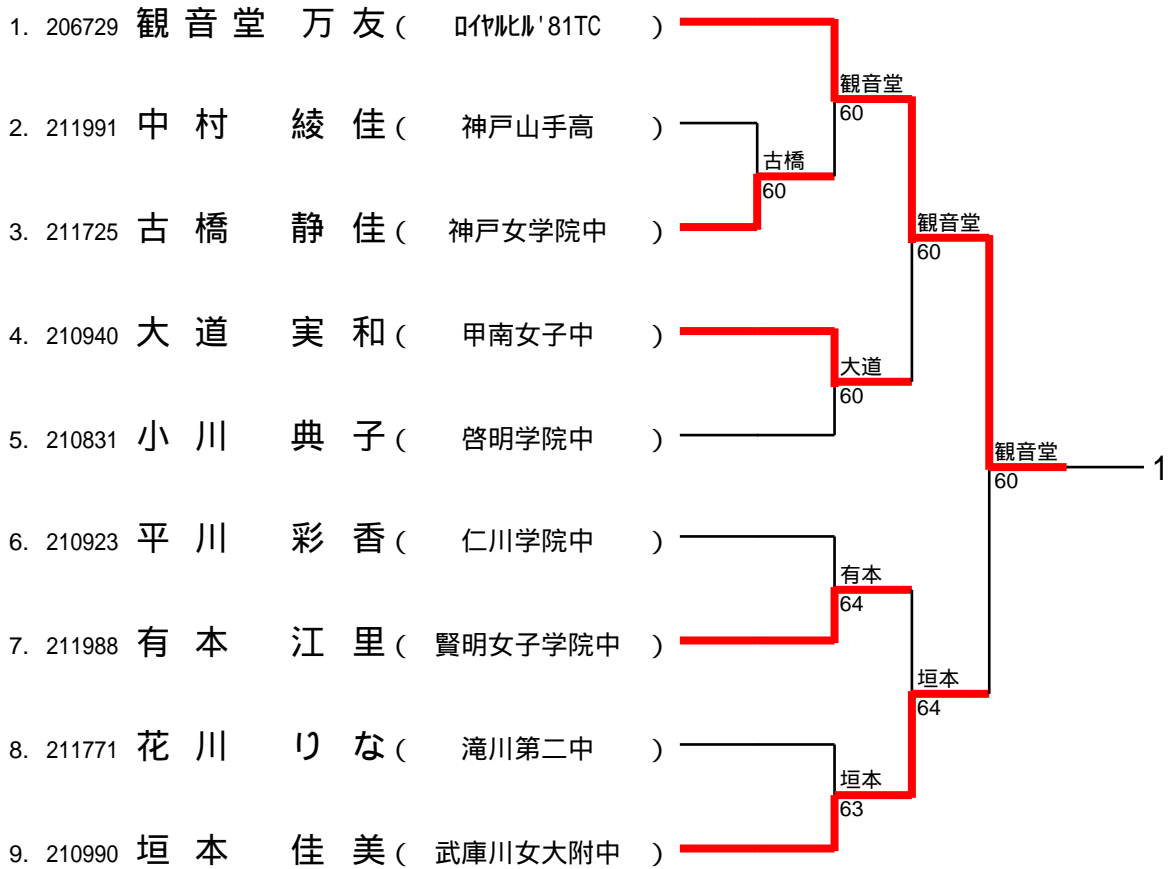 1. 206729 観音堂 万友( ﾛｲﾔﾙﾋﾙ'81TC )
観音堂
60
2. 211991 中村 綾佳( 神戸山手高 )
古橋
60
3. 211725 古橋 静佳( 神戸女学院中 )
観音堂
60
4. 210940 大道 実和( 甲南女子中 )
大道
60
5. 210831 小川 典子( 啓明学院中 )
観音堂
60
1
6. 210923 平川 彩香( 仁川学院中 )
有本
64
7. 211988 有本 江里( 賢明女子学院中 )
垣本
64
8. 211771 花川 りな( 滝川第二中 )
垣本
63
9. 210990 垣本 佳美( 武庫川女大附中 )